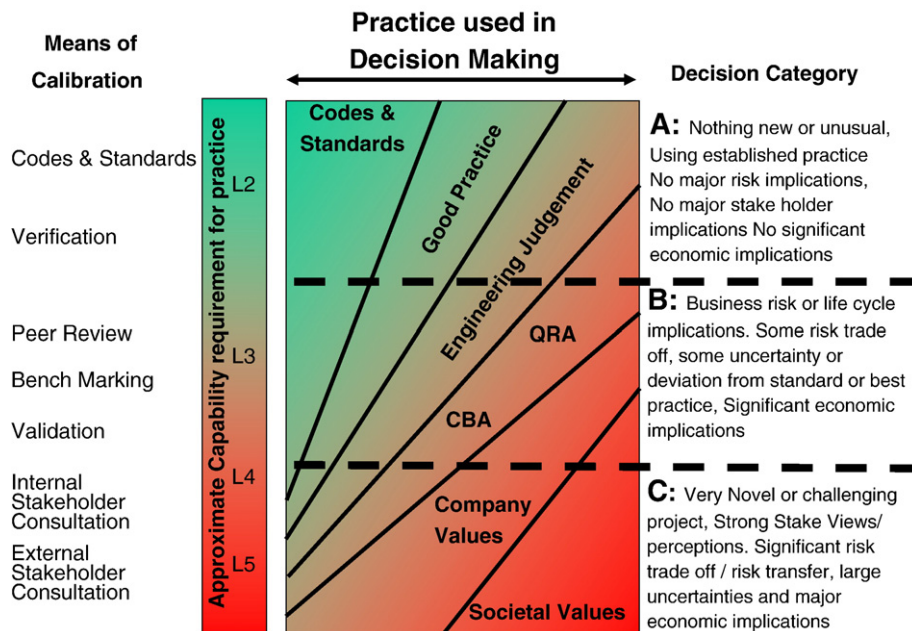 Means of
Calibration
Practice used in
Decision Making
Decision Category
Codes & Standards
Verification
Peer Review
Bench Marking
Validation
Internal
Stakeholder
Consultation
External
Stakeholder
Consultation
Approximate Capability requirement for practice
L2
L3
L4
L5
Codes &
Standards
Good Practice
Engineering Judgement
QRA
CBA
Company
Values
Societal Values
A: Nothing new or unusual,
Using established practice
No major risk implications,
No major stake holder
implications No significant
economic implications
B: Business risk or life cycle
implications. Some risk trade
off, some uncertainty or
deviation from standard or best
practice, Significant economic
implications
C: Very Novel or challenging
project, Strong Stake Views/
perceptions. Significant risk
trade off / risk transfer, large
uncertainties and major
economic implications